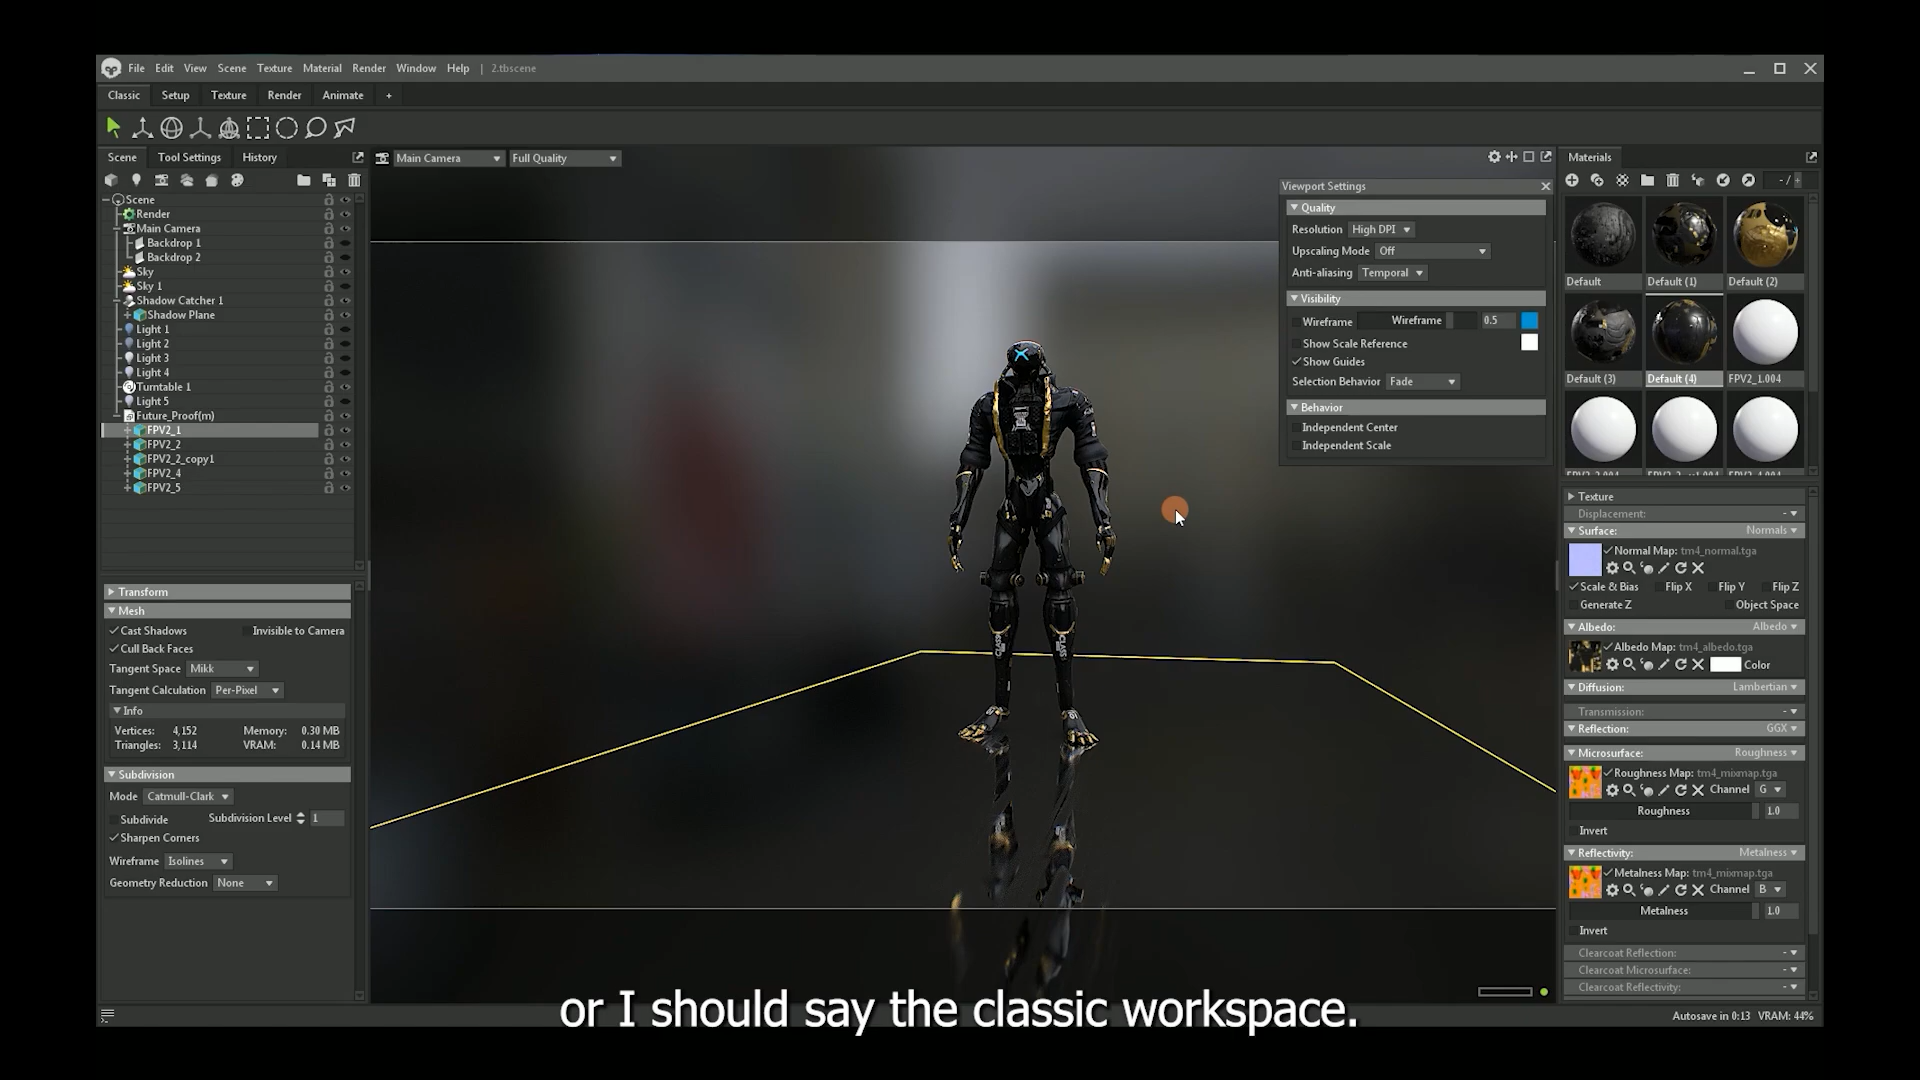 File Edit View Scene Texture Material Render Window Help | 2.tbscene
Classic Setup Texture Render Animate +
Scene Tool Settings History
Main Camera Full Quality
Scene
Render
Main Camera
Backdrop 1
Backdrop 2
Sky
Sky 1
Shadow Catcher 1
Shadow Plane
Light 1
Light 2
Light 3
Light 4
Turntable 1
Light 5
Future_Proof(m)
FPV2_1
FPV2_2
FPV2_2_copy1
FPV2_4
FPV2_5
Transform
Mesh
Cast Shadows Invisible to Camera
Cull Back Faces
Tangent Space Mikk
Tangent Calculation Per-Pixel
Info
Vertices: 4,152 Memory: 0.30 MB
Triangles: 3,114 VRAM: 0.14 MB
Subdivision
Mode Catmull-Clark
Subdivide Subdivision Level 1
Sharpen Corners
Wireframe Isolines
Geometry Reduction None
Viewport Settings
Quality
Resolution High DPI
Upscaling Mode Off
Anti-aliasing Temporal
Visibility
Wireframe Wireframe 0.5
Show Scale Reference
Show Guides
Selection Behavior Fade
Behavior
Independent Center
Independent Scale
CLASS
Materials
- / +
Default Default (1) Default (2)
Default (3) Default (4) FPV2_1.004
Texture
Displacement: -
Surface: Normals
Normal Map: tm4_normal.tga
Scale & Bias Flip X Flip Y Flip Z
Generate Z Object Space
Albedo: Albedo
Albedo Map: tm4_albedo.tga
Color
Diffusion: Lambertian
Transmission: -
Reflection: GGX
Microsurface: Roughness
Roughness Map: tm4_mixmap.tga
Channel G
Roughness 1.0
Invert
Reflectivity: Metalness
Metalness Map: tm4_mixmap.tga
Channel B
Metalness 1.0
Invert
Clearcoat Reflection: -
Clearcoat Microsurface: -
Clearcoat Reflectivity: -
or I should say the classic workspace.
Autosave in 0:13 VRAM: 44%